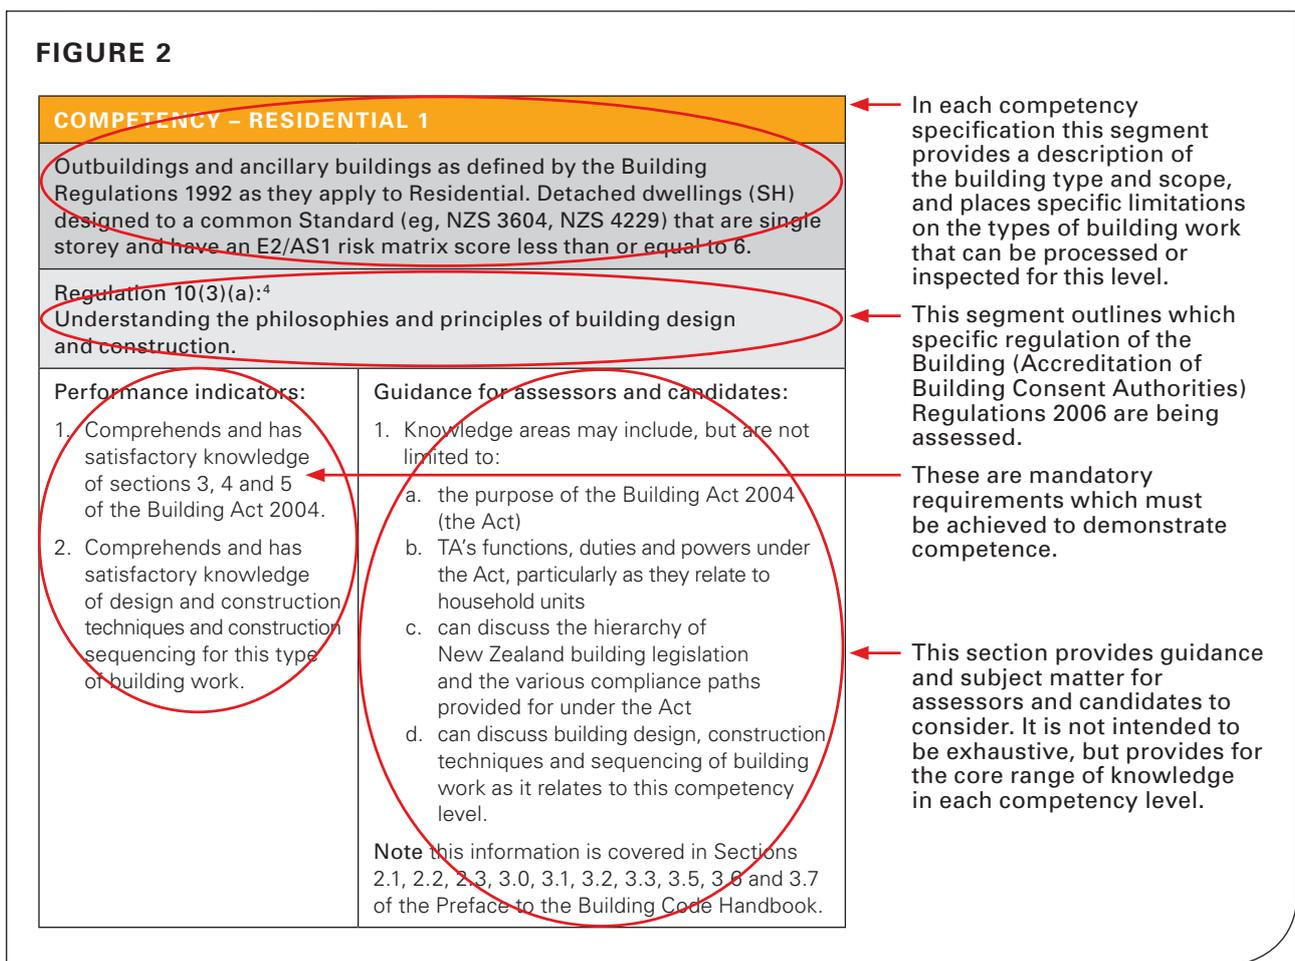 FIGURE 2
COMPETENCY – RESIDENTIAL 1
Outbuildings and ancillary buildings as defined by the Building
Regulations 1992 as they apply to Residential. Detached dwellings (SH)
designed to a common Standard (eg, NZS 3604, NZS 4229) that are single
storey and have an E2/AS1 risk matrix score less than or equal to 6.
Regulation 10(3)(a):⁴
Understanding the philosophies and principles of building design
and construction.
Performance indicators:
1. Comprehends and has
satisfactory knowledge
of sections 3, 4 and 5
of the Building Act 2004.
2. Comprehends and has
satisfactory knowledge
of design and construction
techniques and construction
sequencing for this type
of building work.
Guidance for assessors and candidates:
1. Knowledge areas may include, but are not
limited to:
a. the purpose of the Building Act 2004
(the Act)
b. TA's functions, duties and powers under
the Act, particularly as they relate to
household units
c. can discuss the hierarchy of
New Zealand building legislation
and the various compliance paths
provided for under the Act
d. can discuss building design, construction
techniques and sequencing of building
work as it relates to this competency
level.
Note this information is covered in Sections
2.1, 2.2, 2.3, 3.0, 3.1, 3.2, 3.3, 3.5, 3.6 and 3.7
of the Preface to the Building Code Handbook.
In each competency
specification this segment
provides a description of
the building type and scope,
and places specific limitations
on the types of building work
that can be processed or
inspected for this level.
This segment outlines which
specific regulation of the
Building (Accreditation of
Building Consent Authorities)
Regulations 2006 are being
assessed.
These are mandatory
requirements which must
be achieved to demonstrate
competence.
This section provides guidance
and subject matter for
assessors and candidates to
consider. It is not intended to
be exhaustive, but provides for
the core range of knowledge
in each competency level.